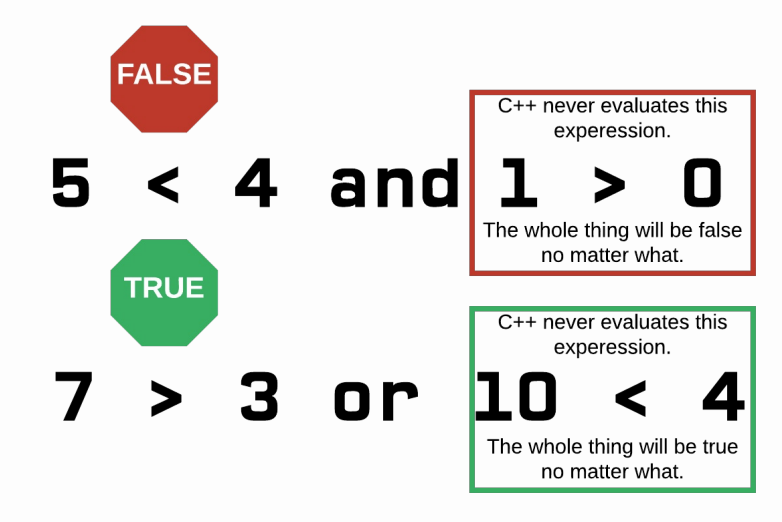 FALSE
C++ never evaluates this
experession.
5 < 4 and 1 > 0
The whole thing will be false
no matter what.
TRUE
C++ never evaluates this
experession.
7 > 3 or 10 < 4
The whole thing will be true
no matter what.